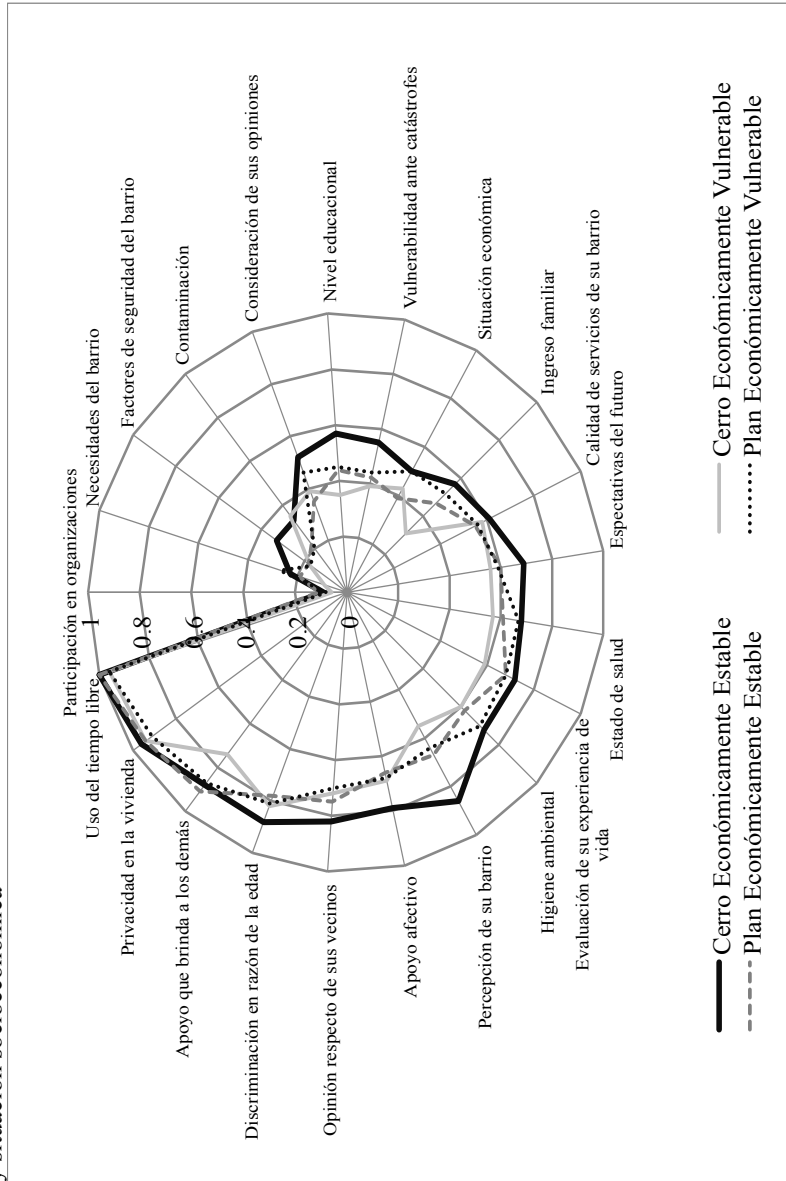 y situación socioeconómica
Participación en organizaciones
Necesidades del barrio
Factores de seguridad del barrio
Contaminación
Consideración de sus opiniones
Nivel educacional
Vulnerabilidad ante catástrofes
Situación económica
Ingreso familiar
Calidad de servicios de su barrio
Espectativas del futuro
Estado de salud
Evaluación de su experiencia de
vida
Higiene ambiental
Percepción de su barrio
Apoyo afectivo
Opinión respecto de sus vecinos
Discriminación en razón de la edad
Apoyo que brinda a los demás
Privacidad en la vivienda
Uso del tiempo libre
1
0.8
0.6
0.4
0.2
0
Cerro Económicamente Estable
Plan Económicamente Estable
Cerro Económicamente Vulnerable
Plan Económicamente Vulnerable